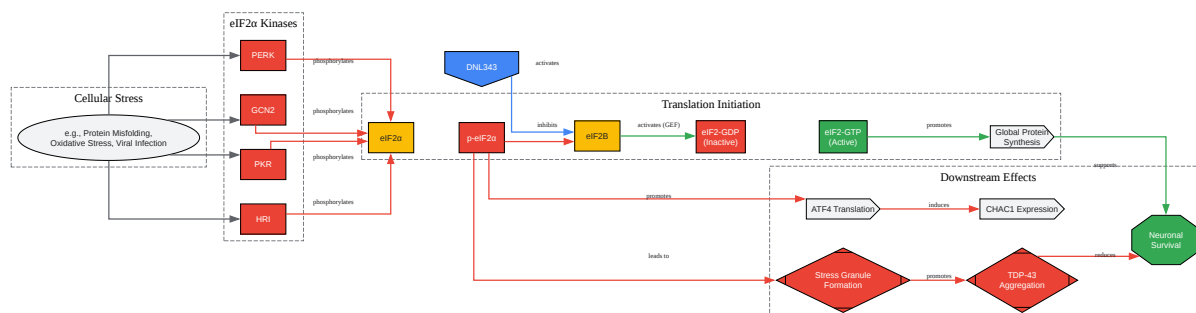 eIF2α Kinases
PERK
phosphorylates
DNL343
activates
Cellular Stress
GCN2
phosphorylates
Translation Initiation
e.g., Protein Misfolding,
Oxidative Stress, Viral Infection
eIF2α
p-eIF2α
inhibits
eIF2B
activates (GEF)
eIF2-GDP
(Inactive)
eIF2-GTP
(Active)
promotes
Global Protein
Synthesis
PKR
phosphorylates
supports
Downstream Effects
HRI
phosphorylates
promotes
ATF4 Translation
induces
CHAC1 Expression
Neuronal
Survival
leads to
Stress Granule
Formation
promotes
TDP-43
Aggregation
reduces